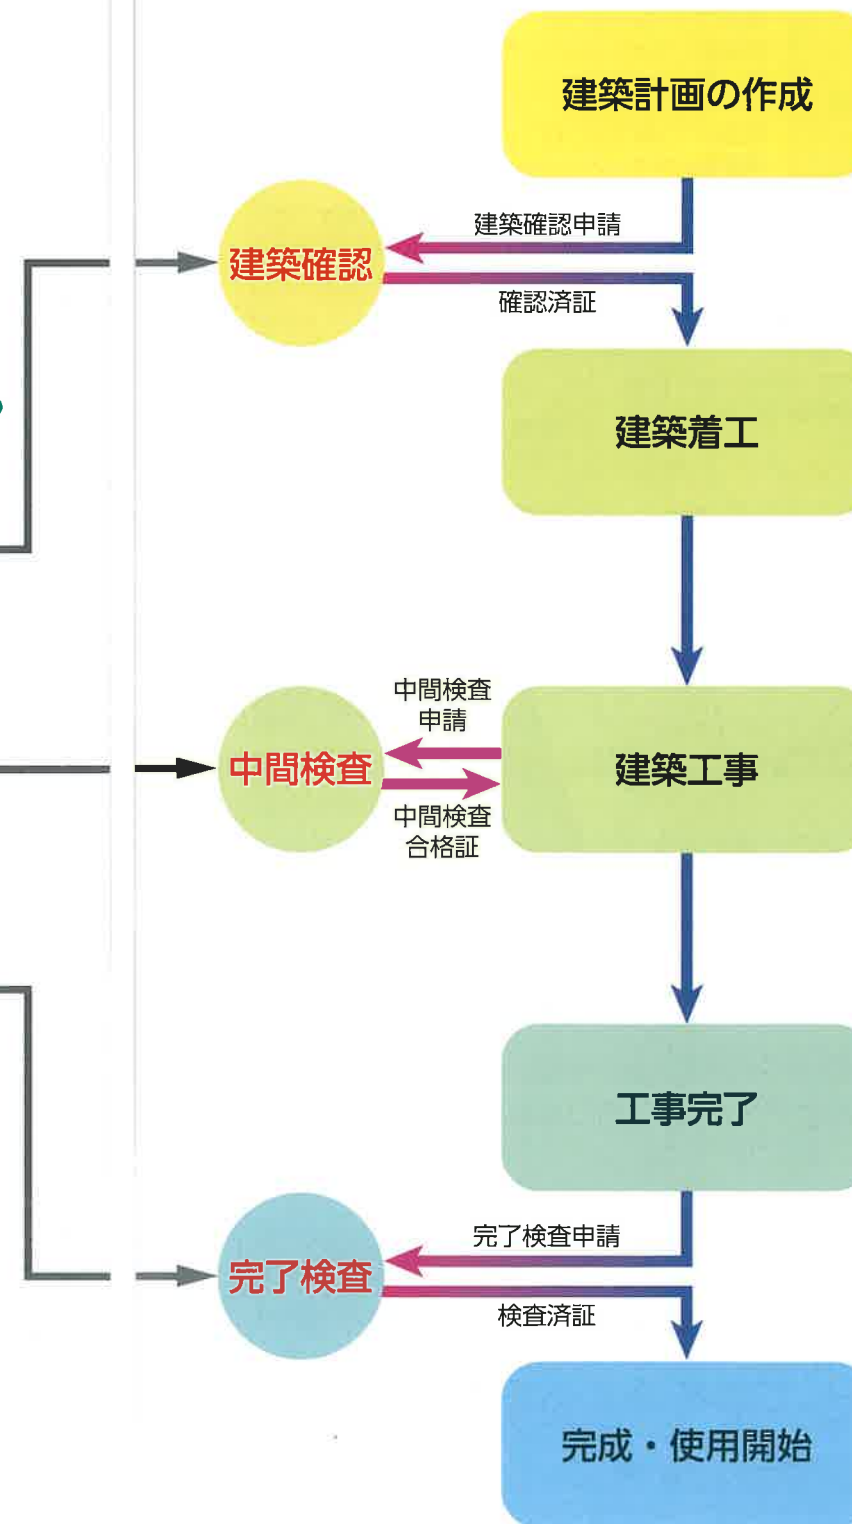 建築計画の作成
建築確認申請
建築確認
確認済証
建築着工
中間検査
申請
中間検査
建築工事
中間検査
合格証
工事完了
完了検査申請
完了検査
検査済証
完成・使用開始